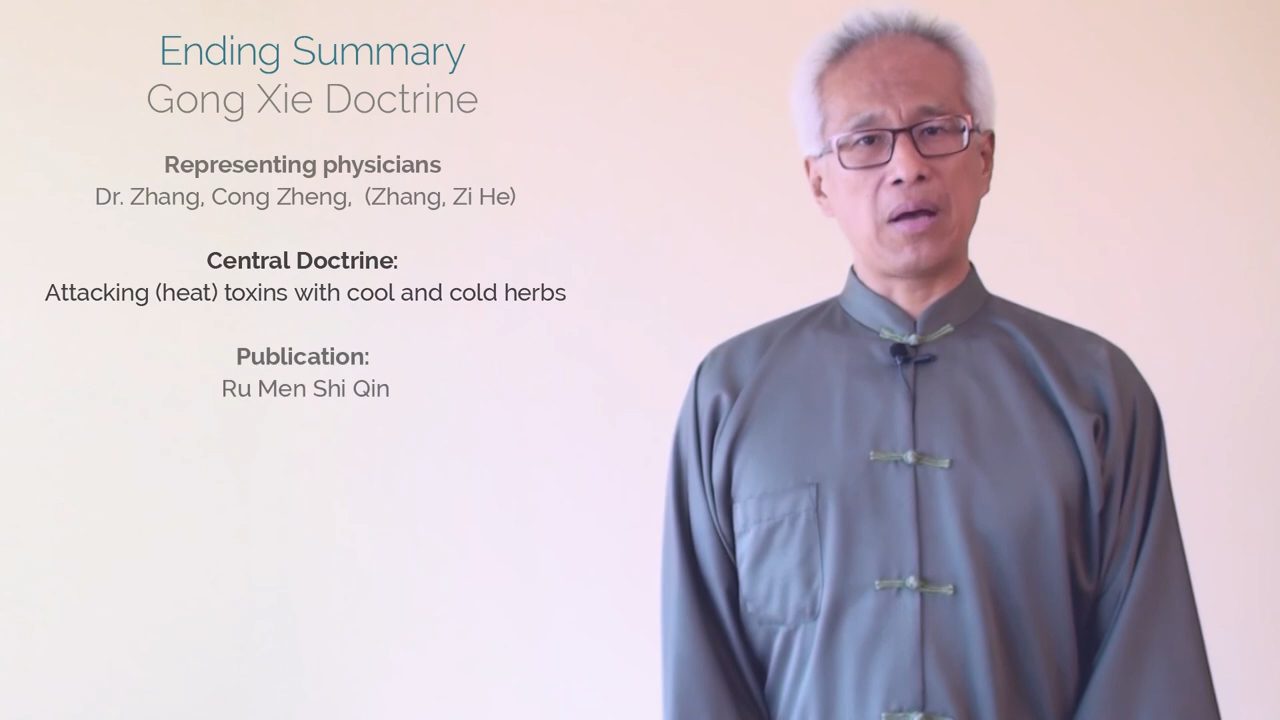 Ending Summary
Gong Xie Doctrine
Representing physicians
Dr. Zhang, Cong Zheng,  (Zhang, Zi He)
Central Doctrine:
Attacking (heat) toxins with cool and cold herbs
Publication:
Ru Men Shi Qin